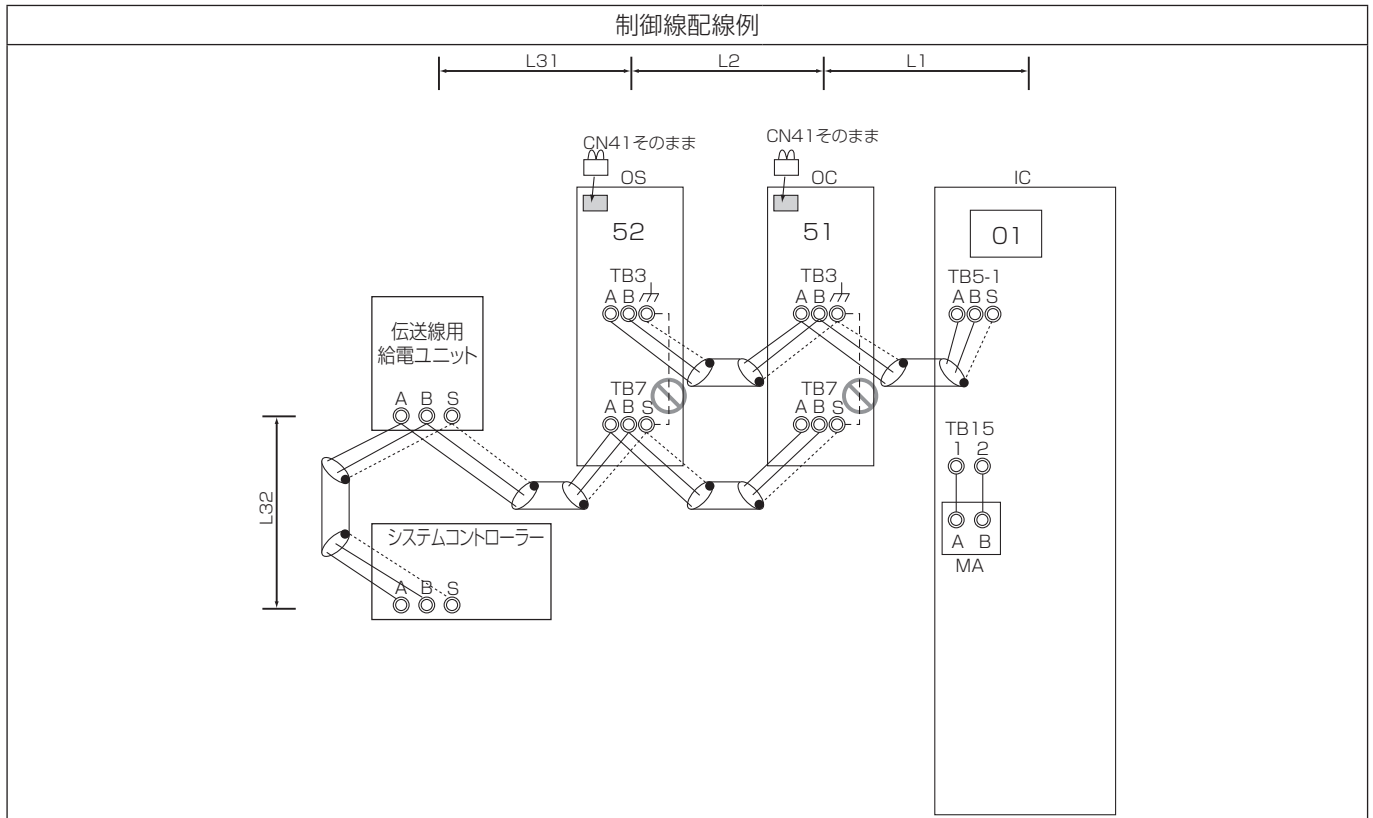 制御線配線例
L31 L2 L1
CN41そのまま CN41そのまま
OS OC IC
52 51 01
TB3 TB3 TB5-1
A B A B A B S
伝送線用
給電ユニット
A B S
TB7 TB7
A B S A B S
TB15
1 2
A B
MA
L32
システムコントローラー
A B S